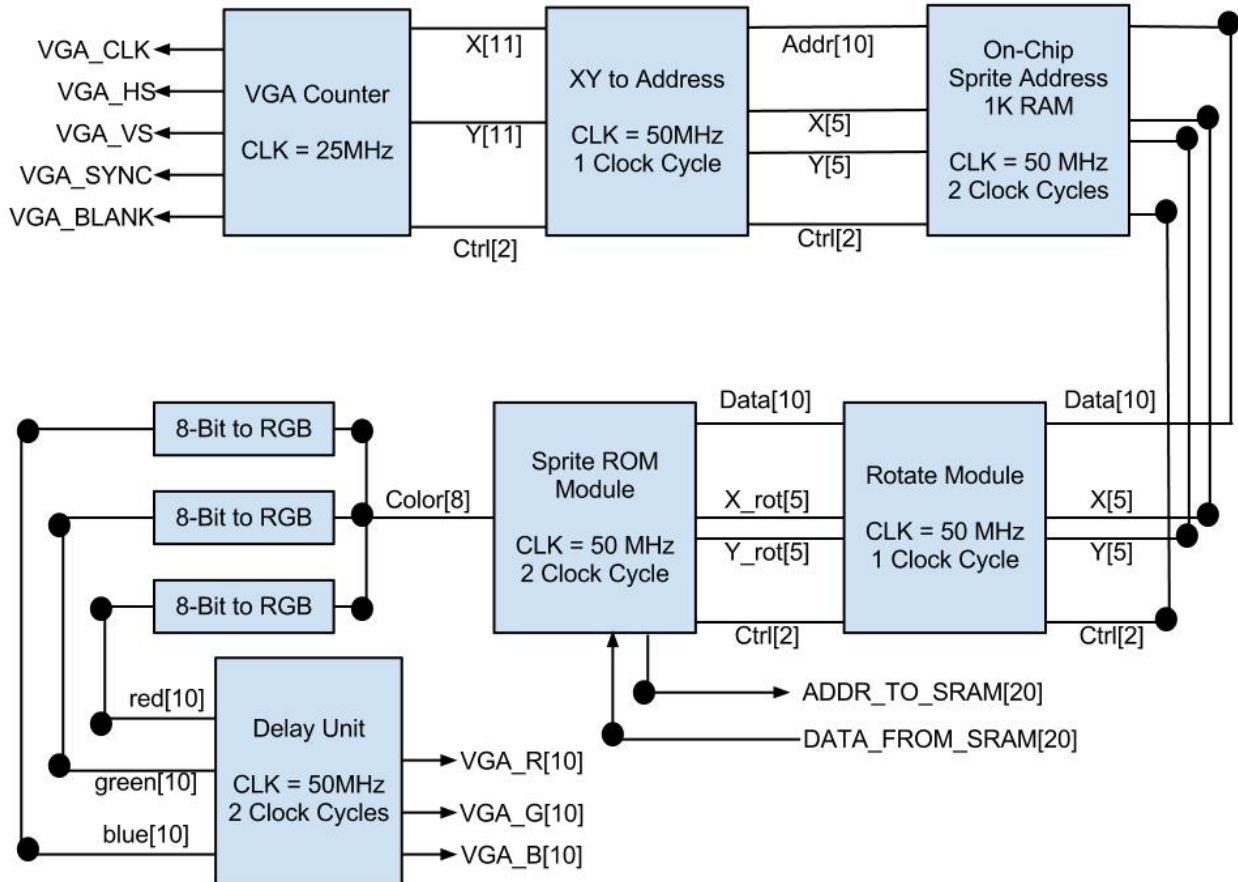 VGA_CLK
VGA_HS
VGA_VS
VGA_SYNC
VGA_BLANK
VGA Counter
CLK = 25MHz
X[11]
Y[11]
Ctrl[2]
XY to Address
CLK = 50MHz
1 Clock Cycle
Addr[10]
X[5]
Y[5]
Ctrl[2]
On-Chip
Sprite Address
1K RAM
CLK = 50 MHz
2 Clock Cycles
8-Bit to RGB
8-Bit to RGB
8-Bit to RGB
Color[8]
Sprite ROM
Module
CLK = 50 MHz
2 Clock Cycle
Data[10]
X_rot[5]
Y_rot[5]
Ctrl[2]
Rotate Module
CLK = 50 MHz
1 Clock Cycle
Data[10]
X[5]
Y[5]
Ctrl[2]
ADDR_TO_SRAM[20]
DATA_FROM_SRAM[20]
red[10]
green[10]
blue[10]
Delay Unit
CLK = 50MHz
2 Clock Cycles
VGA_R[10]
VGA_G[10]
VGA_B[10]